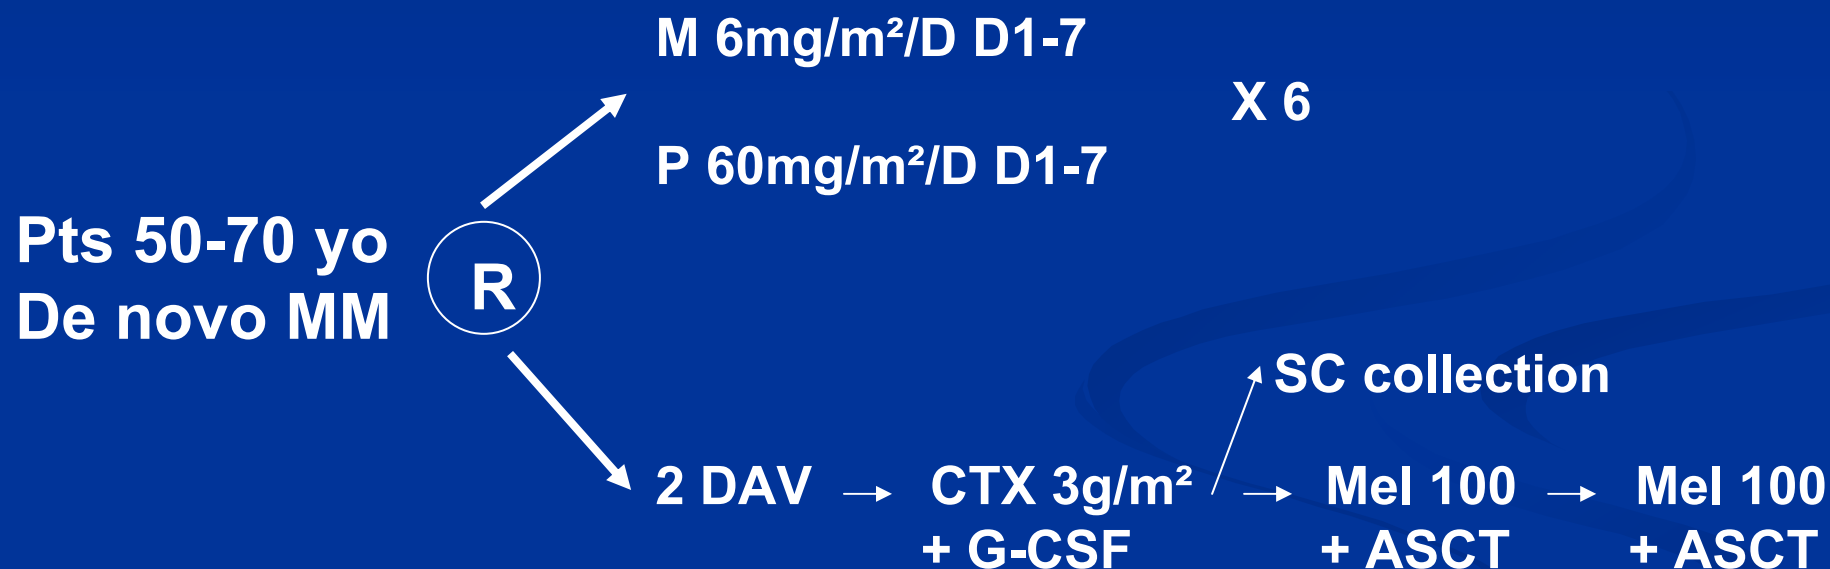 M 6mg/m²/D D1-7
X 6
P 60mg/m²/D D1-7
Pts 50-70 yo
De novo MM
R
SC collection
2 DAV → CTX 3g/m² → Mel 100 → Mel 100
+ G-CSF + ASCT + ASCT